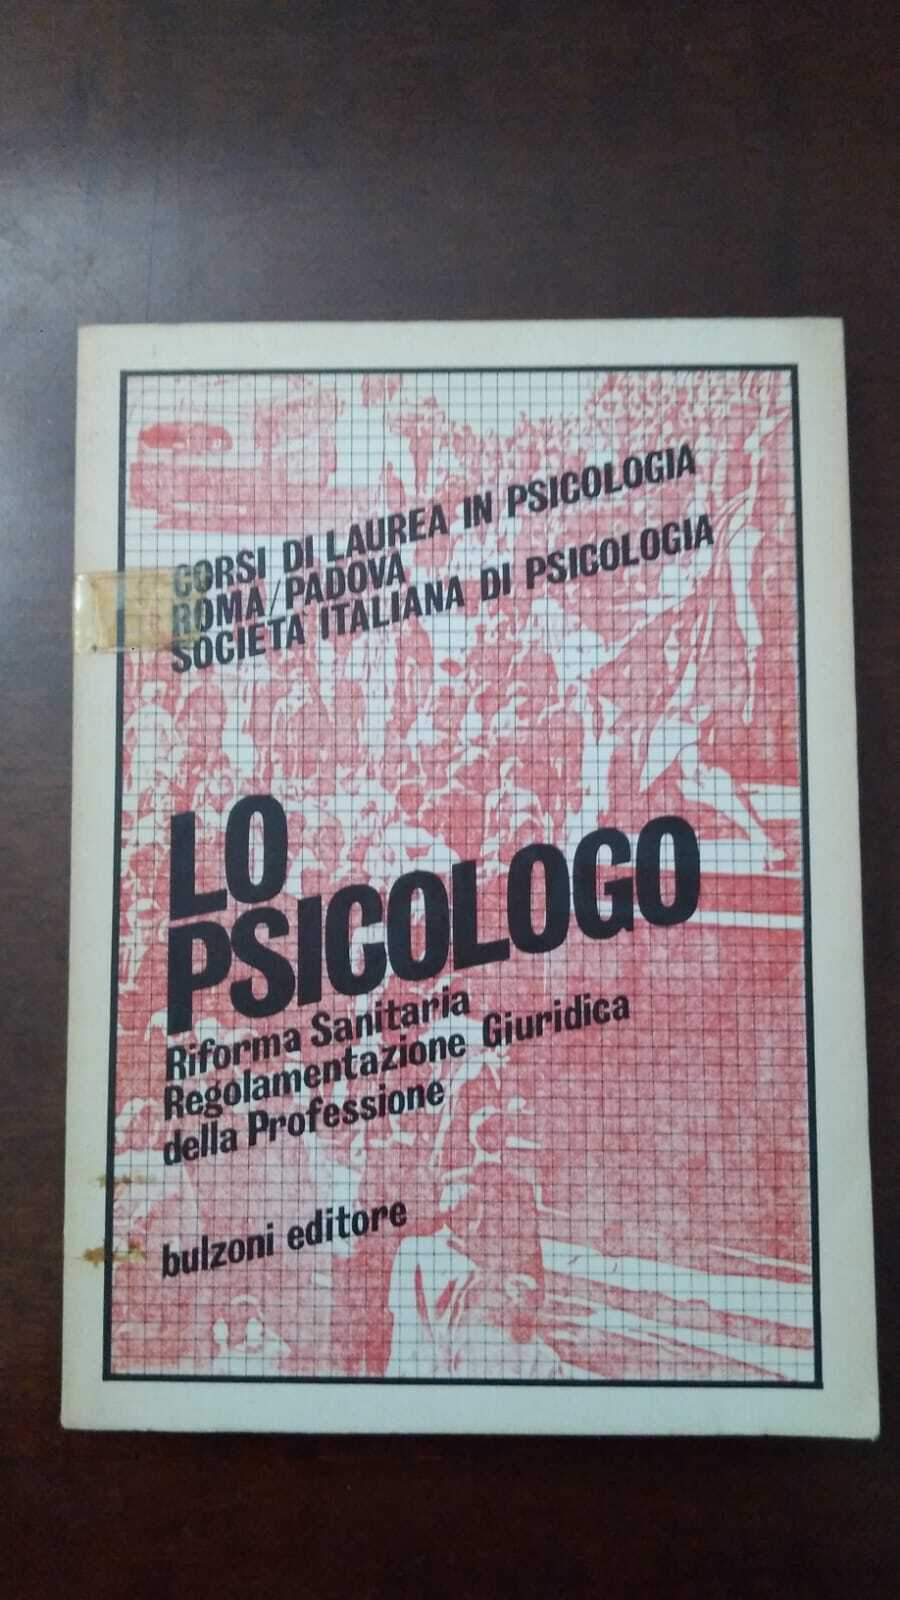 CORSI DI LAUREA IN PSICOLOGIA
ROMA/PADOVA
SOCIETA ITALIANA DI PSICOLOGIA
LO
PSICOLOGO
Riforma Sanitaria
Regolamentazione Giuridica
della Professione
bulzoni editore